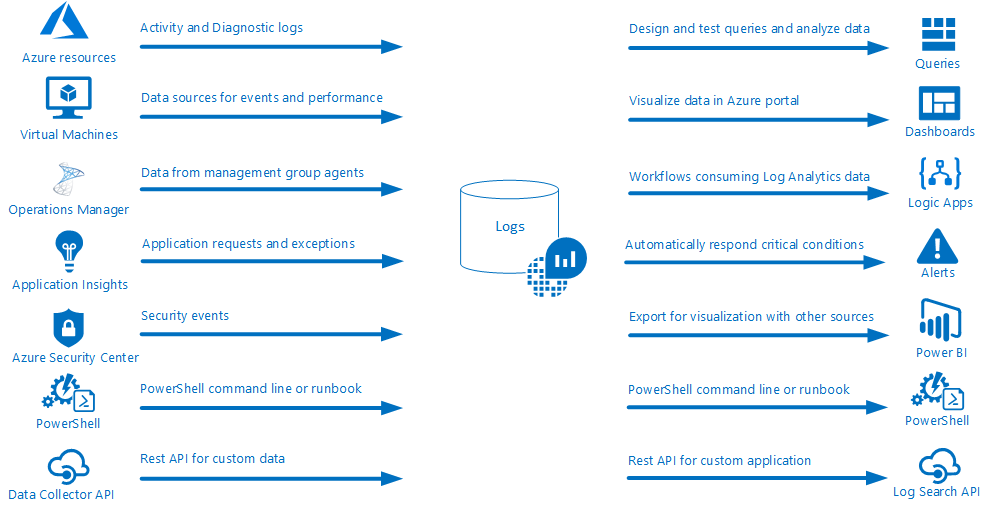 Activity and Diagnostic logs
Azure resources
Data sources for events and performance
Virtual Machines
Data from management group agents
Operations Manager
Application requests and exceptions
Application Insights
Security events
Azure Security Center
PowerShell command line or runbook
PowerShell
Rest API for custom data
Data Collector API
Logs
Design and test queries and analyze data
Queries
Visualize data in Azure portal
Dashboards
Workflows consuming Log Analytics data
Logic Apps
Automatically respond critical conditions
Alerts
Export for visualization with other sources
Power BI
PowerShell command line or runbook
PowerShell
Rest API for custom application
Log Search API